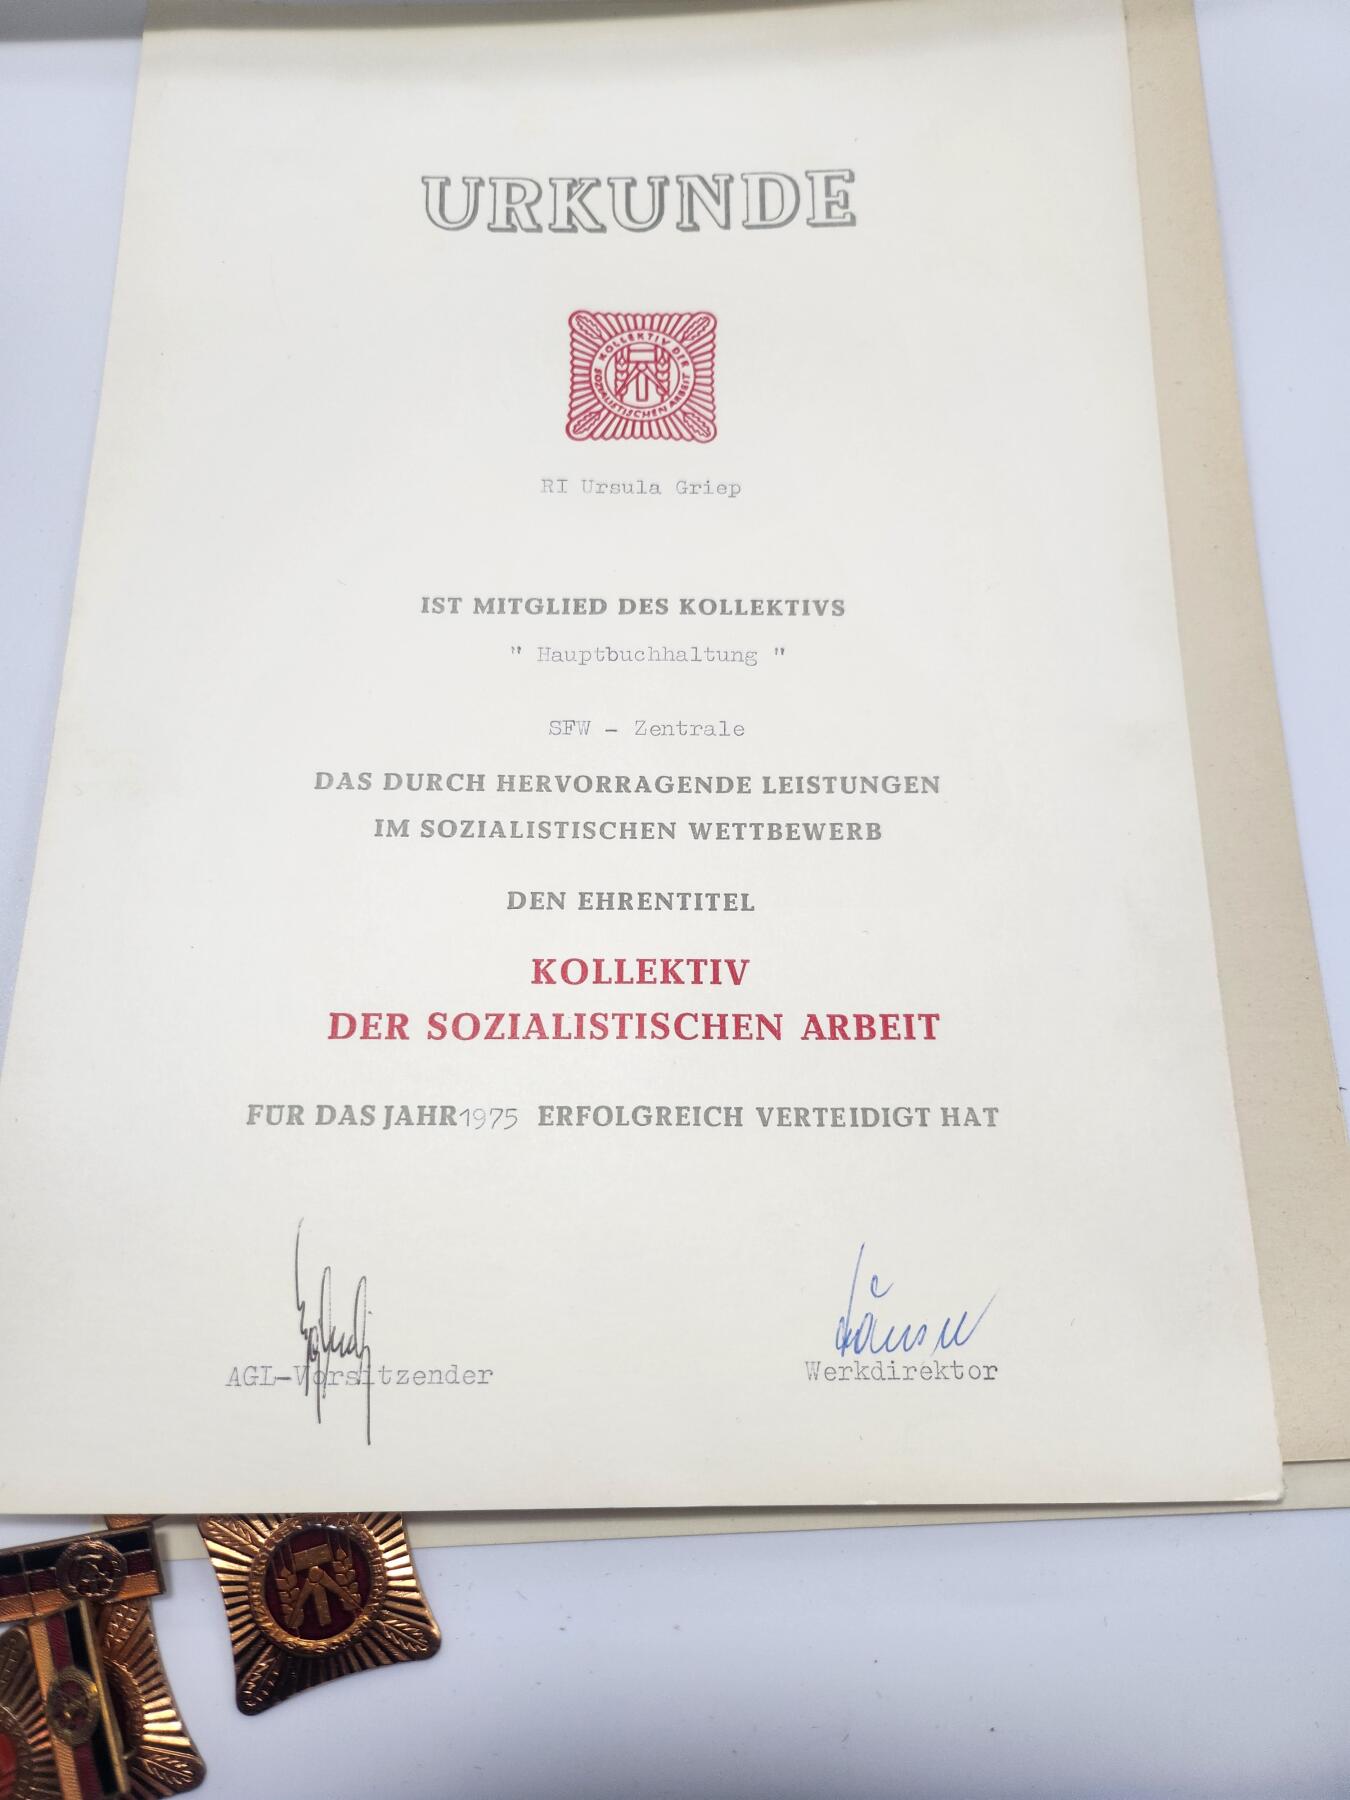 URKUNDE
KOLLEKTIV DER
SOZIALISTISCHEN ARBEIT
RI Ursula Griep
IST MITGLIED DES KOLLEKTIVS
" Hauptbuchhaltung "
SFW - Zentrale
DAS DURCH HERVORRAGENDE LEISTUNGEN
IM SOZIALISTISCHEN WETTBEWERB
DEN EHRENTITEL
KOLLEKTIV
DER SOZIALISTISCHEN ARBEIT
FÜR DAS JAHR 1975 ERFOLGREICH VERTEIDIGT HAT
AGL-Vorsitzender
Werkdirektor